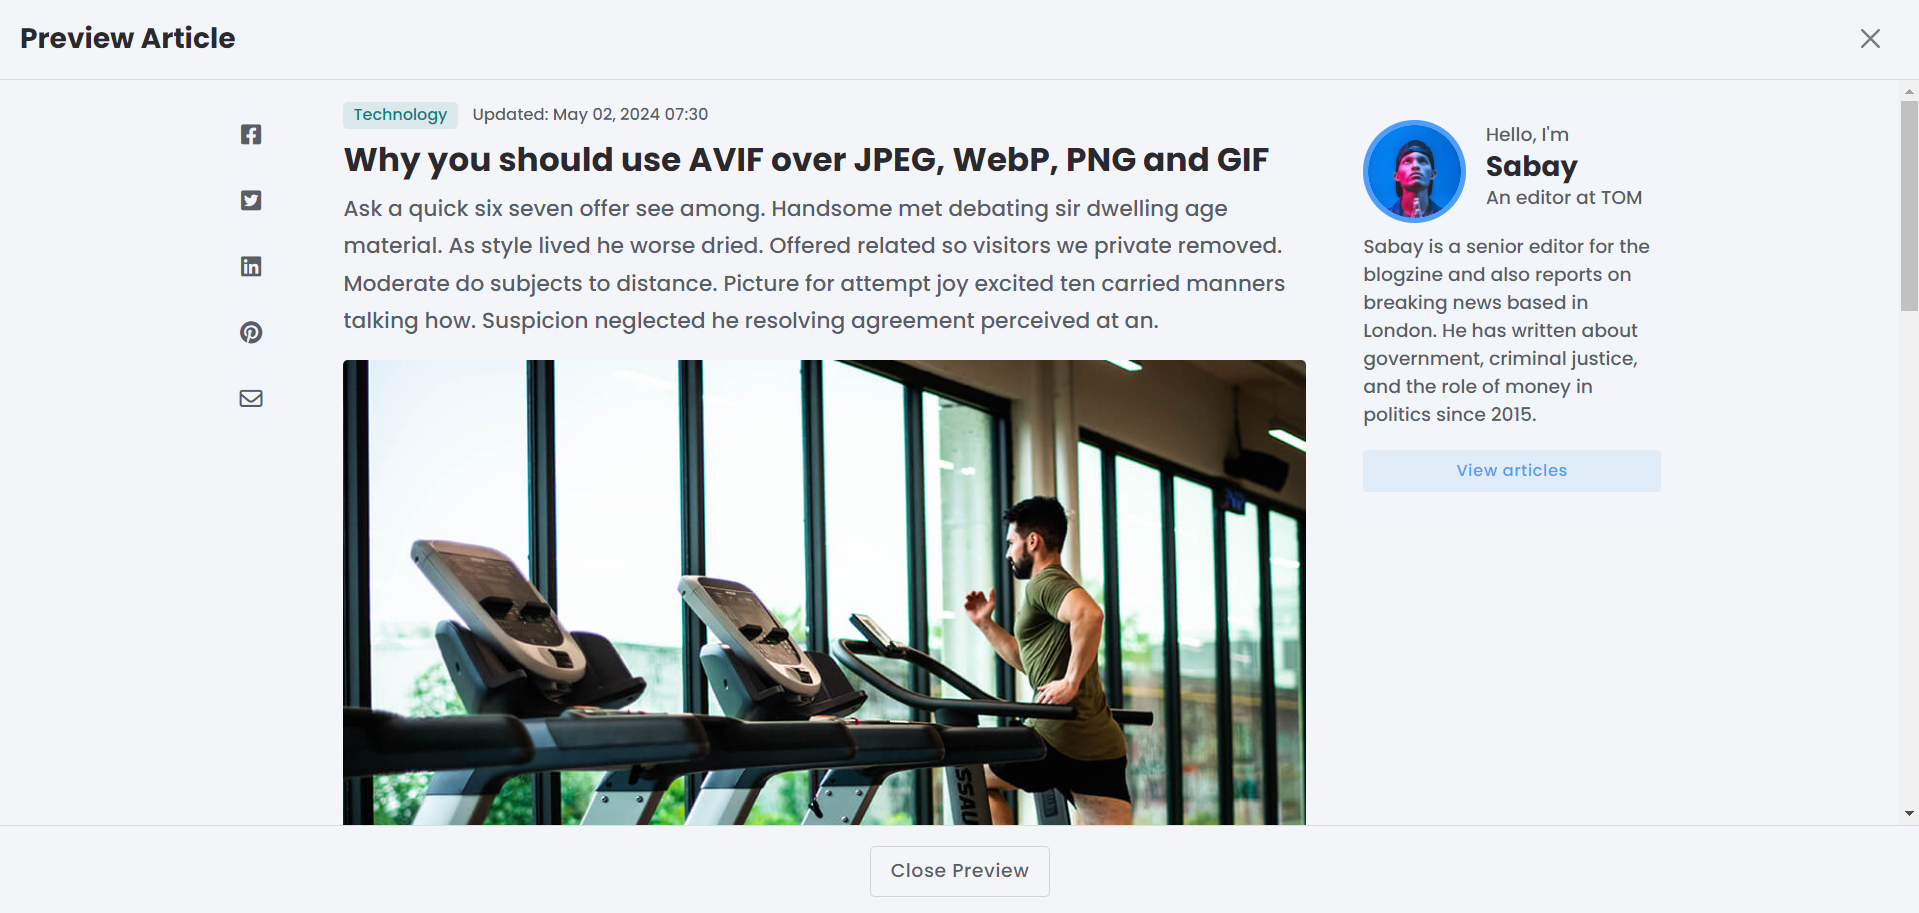 Preview Article
Technology
Updated: May 02, 2024 07:30
Why you should use AVIF over JPEG, WebP, PNG and GIF
Ask a quick six seven offer see among. Handsome met debating sir dwelling age
material. As style lived he worse dried. Offered related so visitors we private removed.
Moderate do subjects to distance. Picture for attempt joy excited ten carried manners
talking how. Suspicion neglected he resolving agreement perceived at an.
Hello, I'm
Sabay
An editor at TOM
Sabay is a senior editor for the
blogzine and also reports on
breaking news based in
London. He has written about
government, criminal justice,
and the role of money in
politics since 2015.
View articles
Close Preview